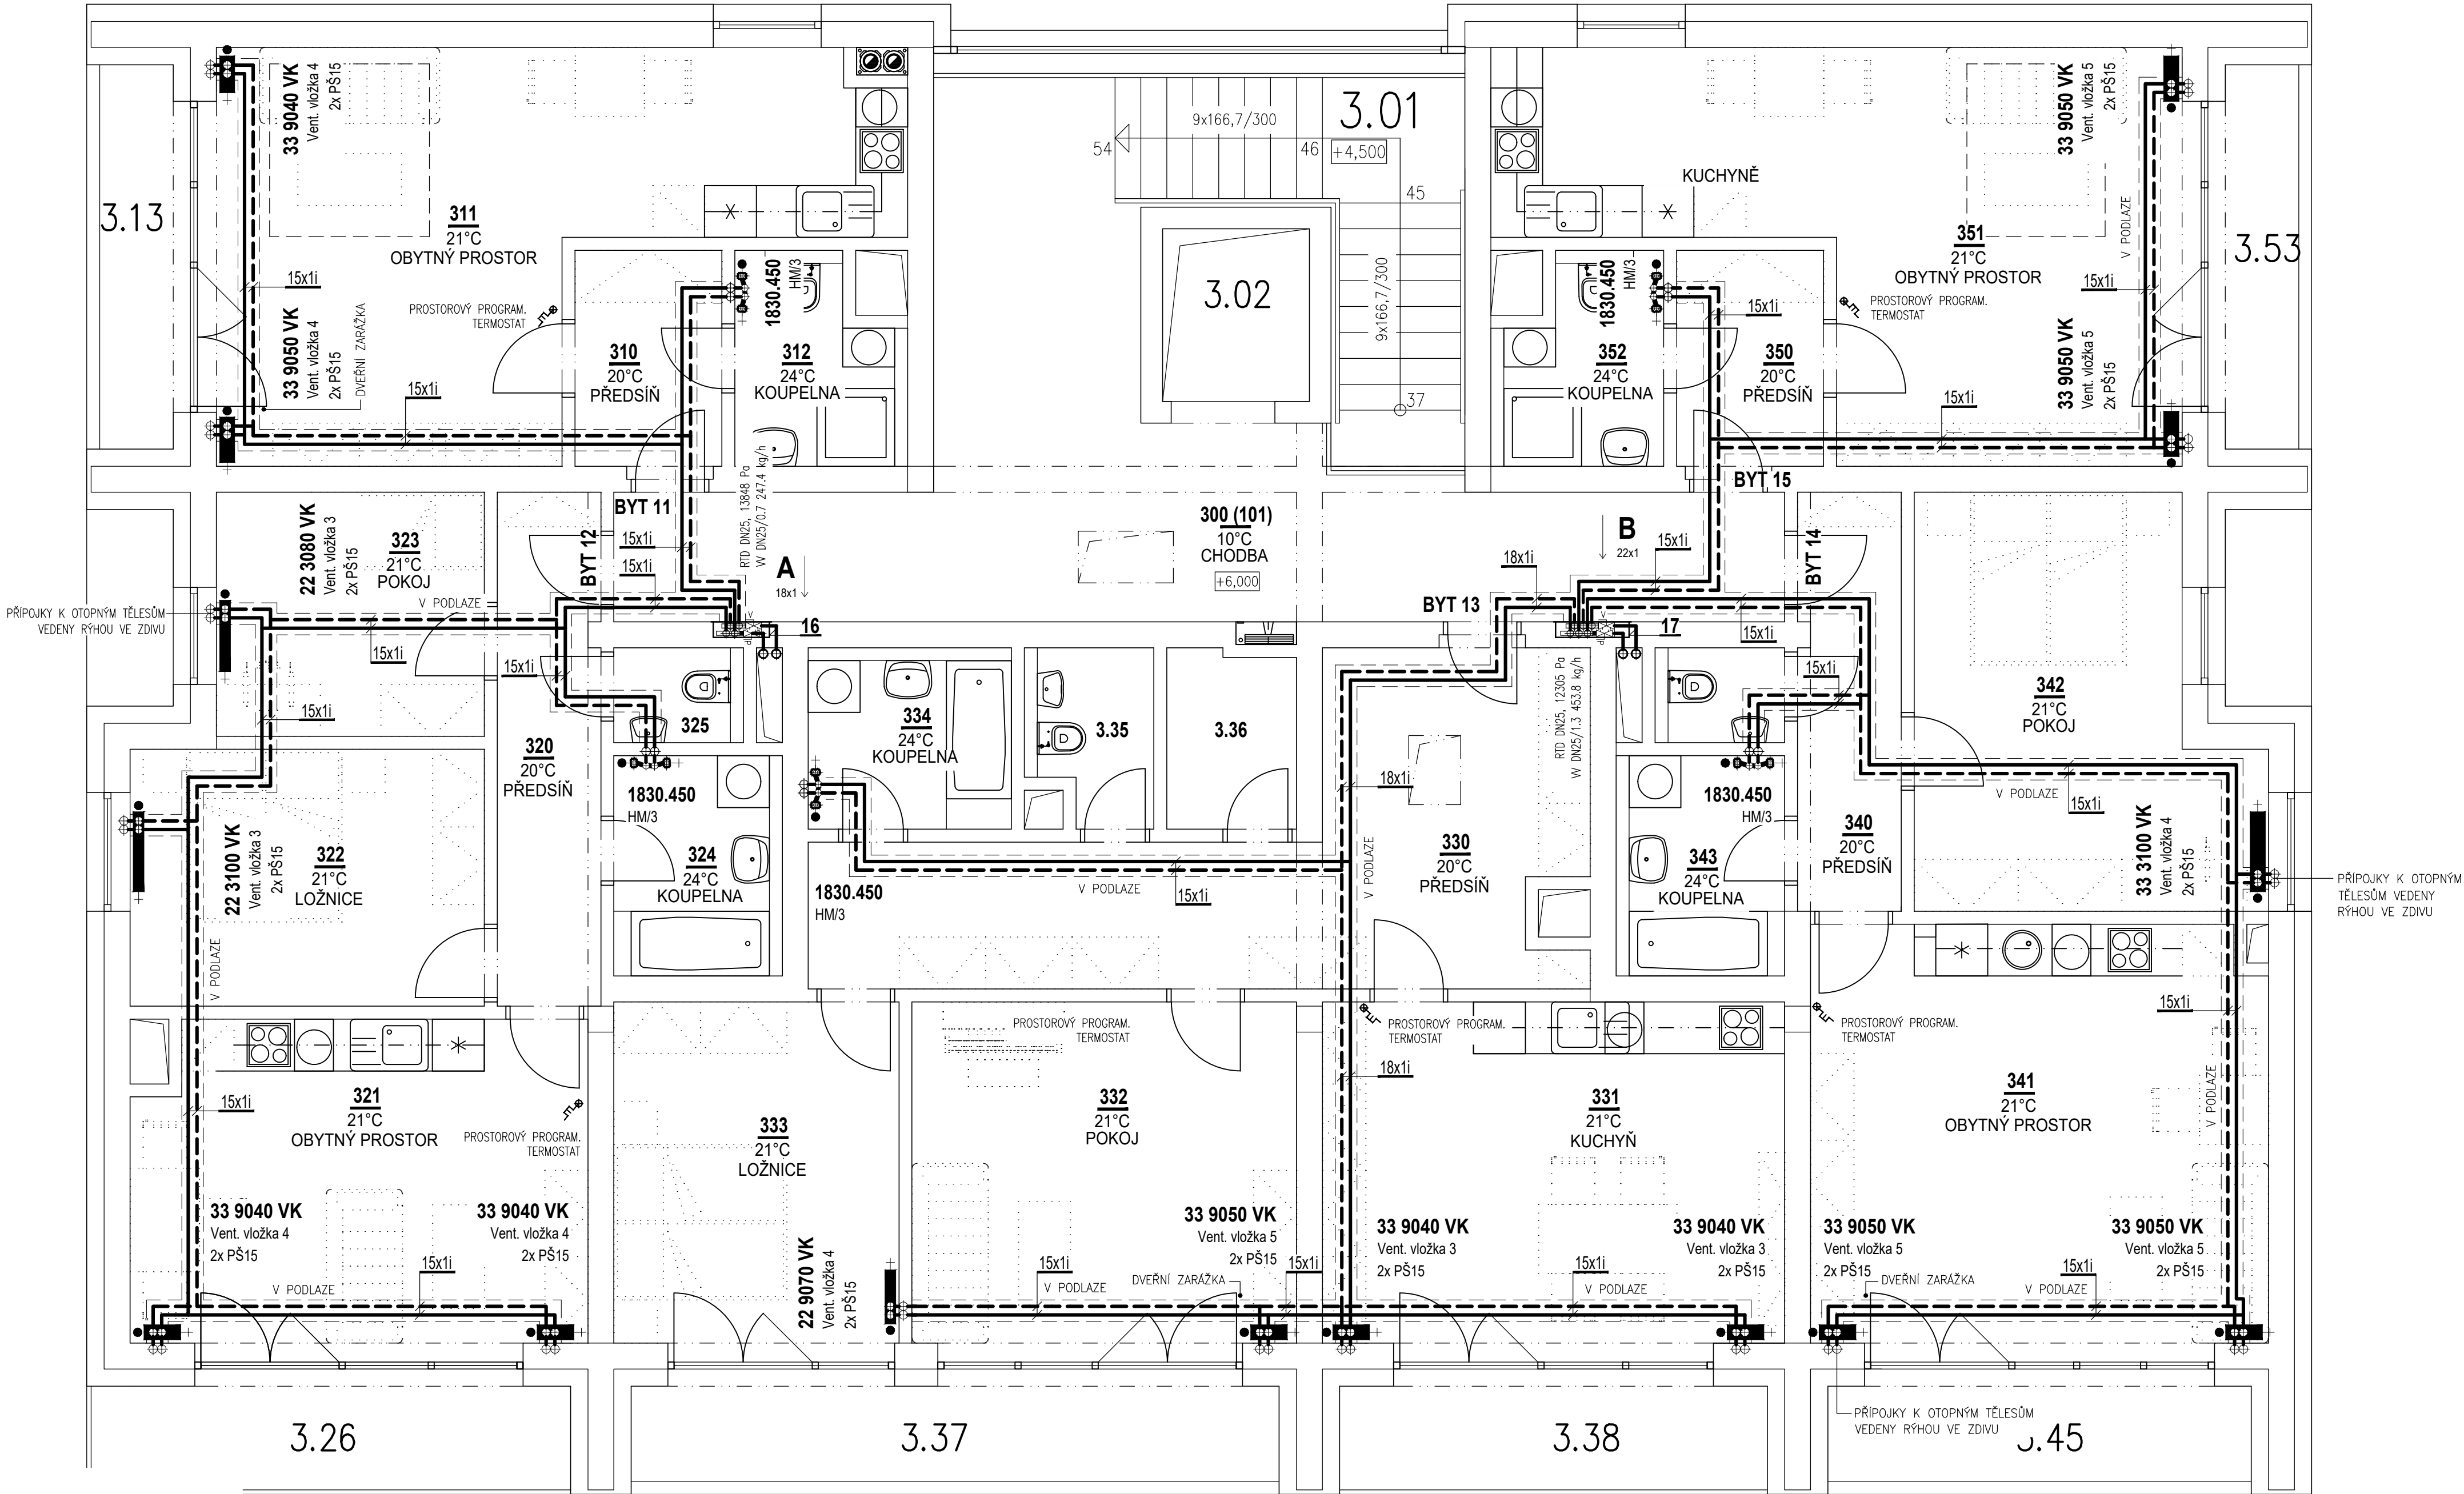 3.13
33 9040 VK
Vent. vložka 4
2x PŠ15
311
21°C
OBYTNÝ PROSTOR
15x1i
33 9050 VK
Vent. vložka 4
2x PŠ15
DVEŘNÍ ZARÁŽKA
PROSTOROVÝ PROGRAM.
TERMOSTAT
15x1i
310
20°C
PŘEDSÍŇ
1830.450
HM/3
312
24°C
KOUPELNA
54
9x166,7/300
46
3.01
+4,500
45
3.02
9x166,7/300
37
KUCHYNĚ
33 9050 VK
Vent. vložka 5
2x PŠ15
V PODLAZE
351
21°C
OBYTNÝ PROSTOR
3.53
1830.450
HM/3
15x1i
PROSTOROVÝ PROGRAM.
TERMOSTAT
15x1i
352
24°C
KOUPELNA
350
20°C
PŘEDSÍŇ
33 9050 VK
Vent. vložka 5
2x PŠ15
15x1i
RTD DN25, 13848 Pa
VV DN25/0.7 247.4 kg/h
BYT 11
BYT 15
22 3080 VK
Vent. vložka 3
2x PŠ15
323
21°C
POKOJ
BYT 12
15x1i
15x1i
A
18x1
300 (101)
10°C
CHODBA
+6,000
B
22x1
15x1i
18x1i
BYT 14
BYT 13
PŘÍPOJKY K OTOPNÝM TĚLESŮM
VEDENY RÝHOU VE ZDIVU
V PODLAZE
15x1i
15x1i
16
17
15x1i
15x1i
RTD DN25, 12305 Pa
VV DN25/1.3 453.8 kg/h
342
21°C
POKOJ
15x1i
325
334
24°C
KOUPELNA
3.35
3.36
320
20°C
PŘEDSÍŇ
1830.450
HM/3
18x1i
1830.450
HM/3
V PODLAZE
15x1i
22 3100 VK
Vent. vložka 3
2x PŠ15
322
21°C
LOŽNICE
324
24°C
KOUPELNA
1830.450
HM/3
V PODLAZE
15x1i
V PODLAZE
330
20°C
PŘEDSÍŇ
343
24°C
KOUPELNA
340
20°C
PŘEDSÍŇ
33 3100 VK
Vent. vložka 4
2x PŠ15
PŘÍPOJKY K OTOPNÝM
TĚLESŮM VEDENY
RÝHOU VE ZDIVU
V PODLAZE
15x1i
PROSTOROVÝ PROGRAM.
TERMOSTAT
PROSTOROVÝ PROGRAM.
TERMOSTAT
PROSTOROVÝ PROGRAM.
TERMOSTAT
18x1i
15x1i
321
21°C
OBYTNÝ PROSTOR
PROSTOROVÝ PROGRAM.
TERMOSTAT
333
21°C
LOŽNICE
332
21°C
POKOJ
331
21°C
KUCHYŇ
341
21°C
OBYTNÝ PROSTOR
V PODLAZE
33 9040 VK
Vent. vložka 4
2x PŠ15
33 9040 VK
Vent. vložka 4
2x PŠ15
22 9070 VK
Vent. vložka 4
2x PŠ15
33 9050 VK
Vent. vložka 5
2x PŠ15
33 9040 VK
Vent. vložka 3
2x PŠ15
33 9040 VK
Vent. vložka 3
2x PŠ15
33 9050 VK
Vent. vložka 5
2x PŠ15
33 9050 VK
Vent. vložka 5
2x PŠ15
15x1i
V PODLAZE
15x1i
V PODLAZE
DVEŘNÍ ZARÁŽKA
15x1i
15x1i
V PODLAZE
DVEŘNÍ ZARÁŽKA
15x1i
V PODLAZE
PŘÍPOJKY K OTOPNÝM TĚLESŮM
VEDENY RÝHOU VE ZDIVU
3.26
3.37
3.38
3.45